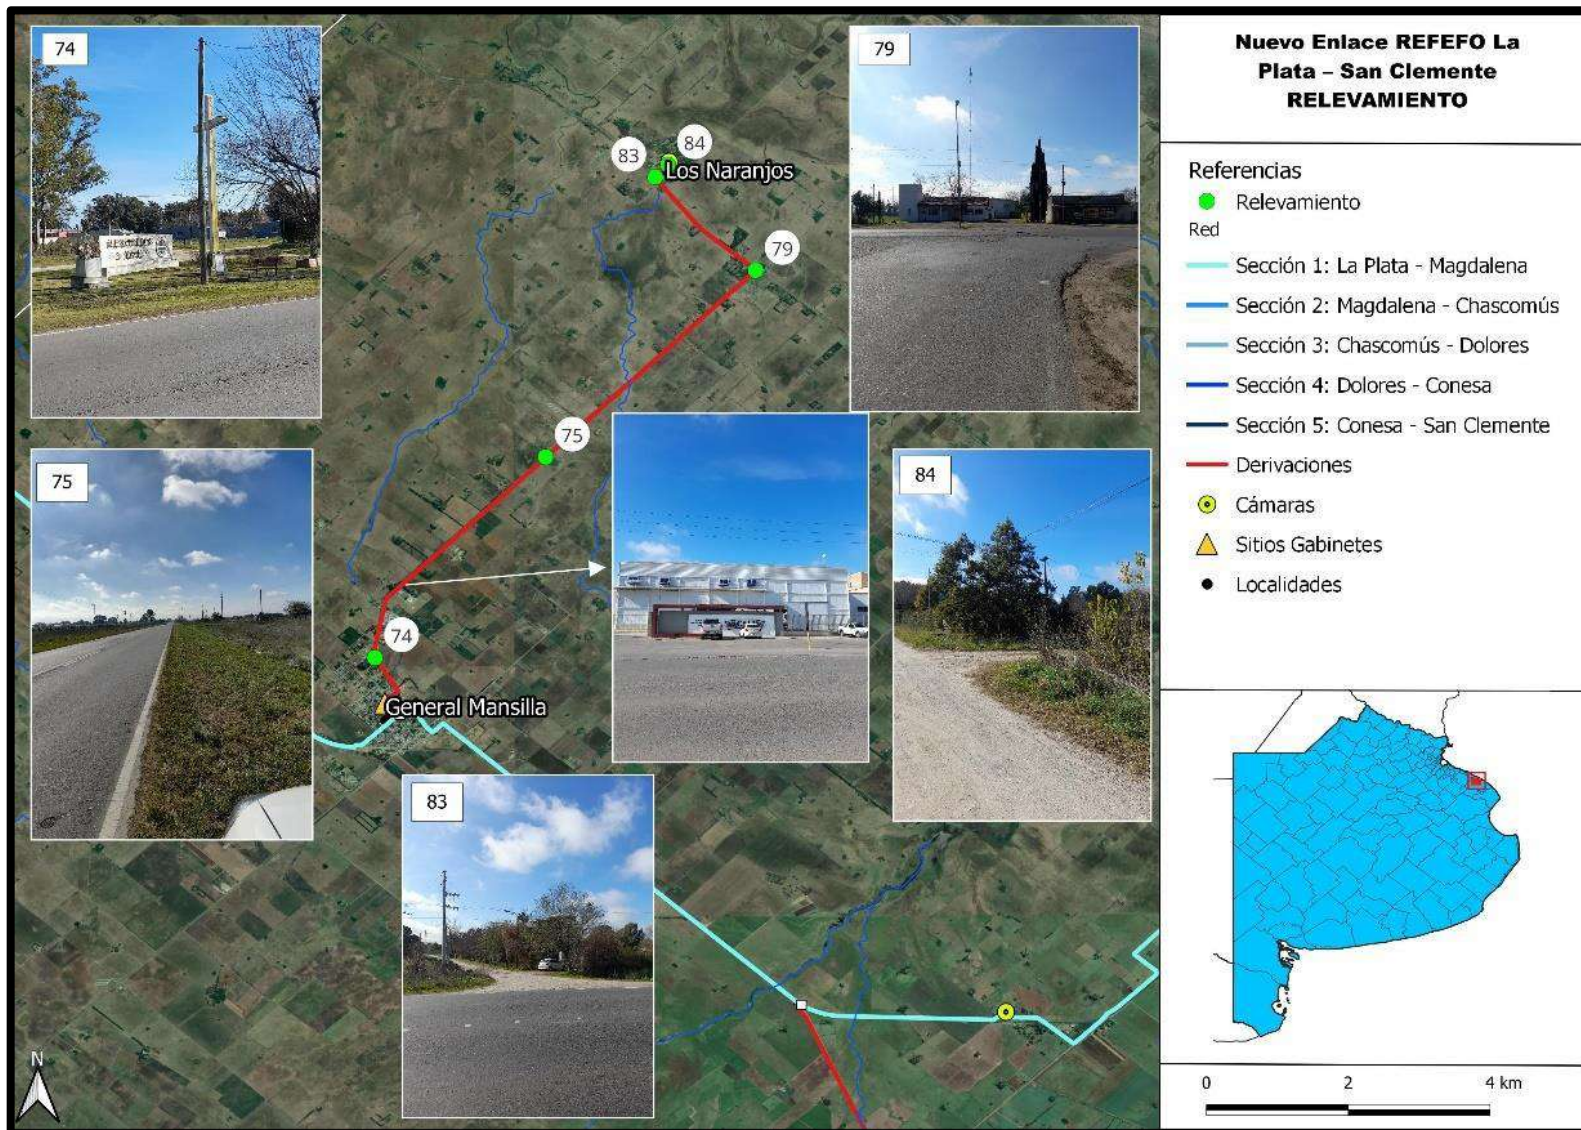 74
79
83
84
Los Naranjos
79
75
75
84
74
General Mansilla
83
N
Nuevo Enlace REFEFO La
Plata – San Clemente
RELEVAMIENTO
Referencias
Relevamiento
Red
Sección 1: La Plata - Magdalena
Sección 2: Magdalena - Chascomús
Sección 3: Chascomús - Dolores
Sección 4: Dolores - Conesa
Sección 5: Conesa - San Clemente
Derivaciones
Cámaras
Sitios Gabinetes
Localidades
0 2 4 km